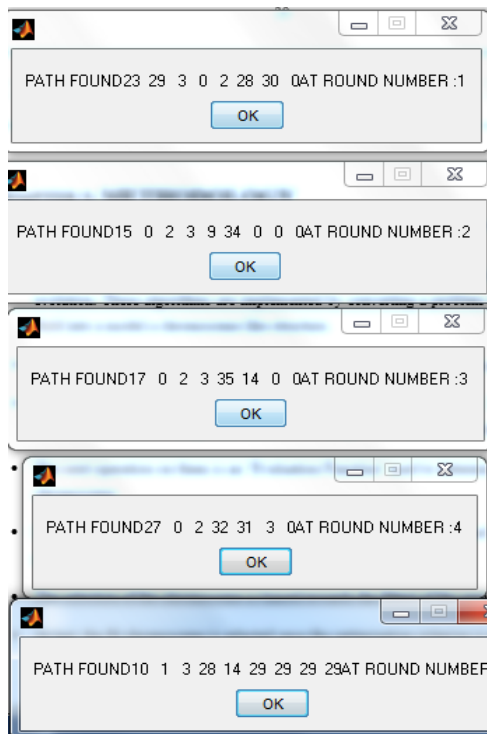 PATH FOUND23 29 3 0 2 28 30 0AT ROUND NUMBER :1
OK
PATH FOUND15 0 2 3 9 34 0 0 0AT ROUND NUMBER :2
OK
PATH FOUND17 0 2 3 35 14 0 0AT ROUND NUMBER :3
OK
PATH FOUND27 0 2 32 31 3 0AT ROUND NUMBER :4
OK
PATH FOUND10 1 3 28 14 29 29 29 29AT ROUND NUMBER
OK